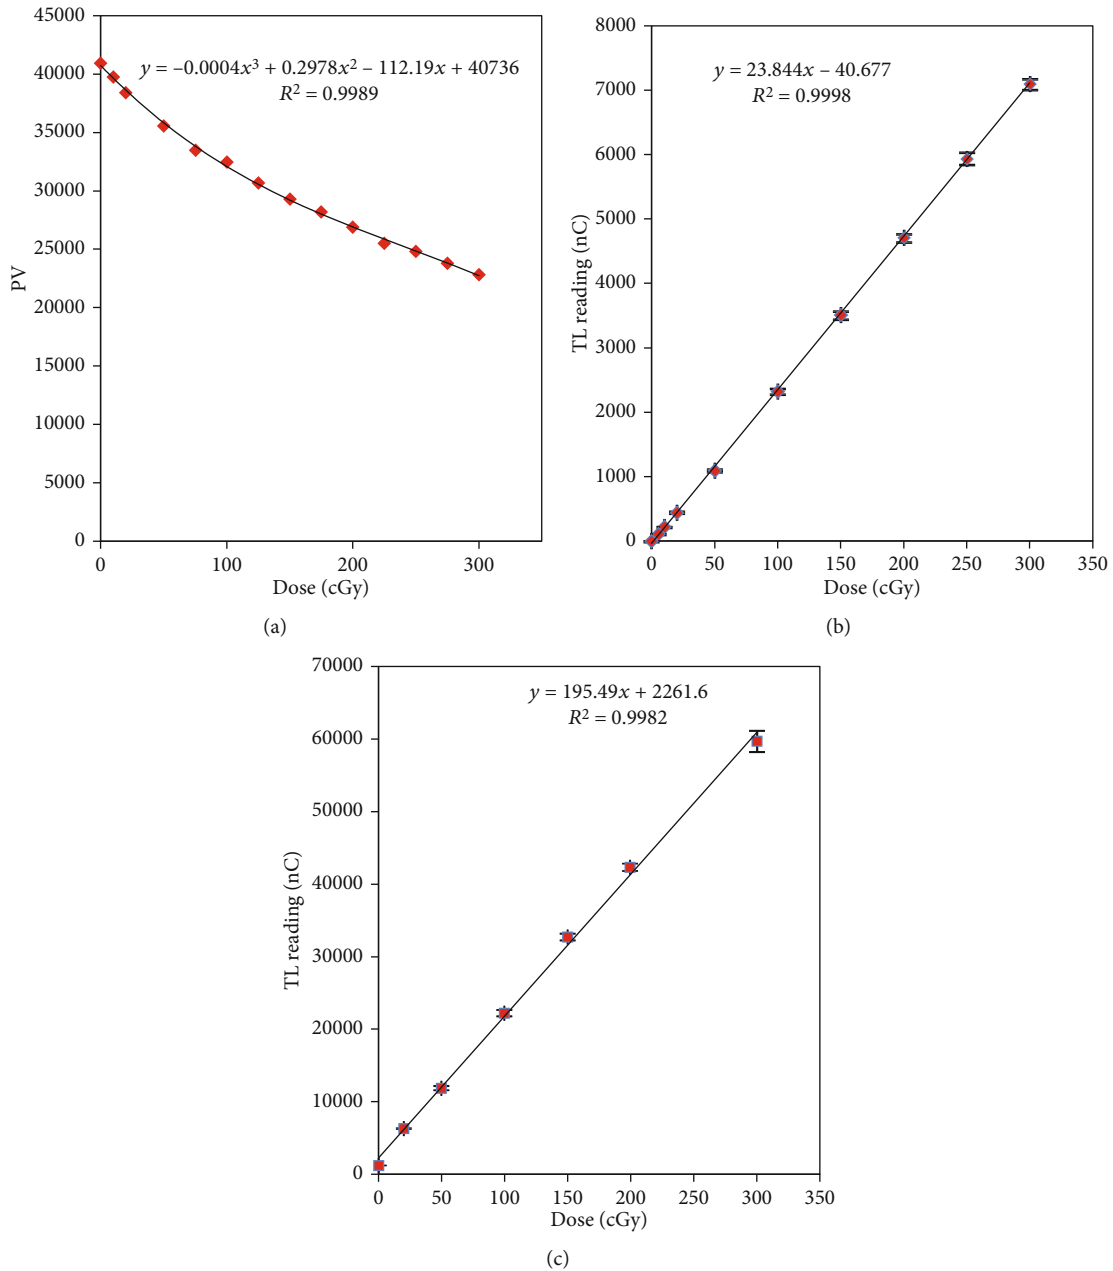 45000
40000
35000
30000
25000
20000
15000
10000
5000
0
PV
y = –0.0004x³ + 0.2978x² – 112.19x + 40736
R² = 0.9989
0 100 200 300
Dose (cGy)
(a)
8000
7000
6000
5000
4000
3000
2000
1000
0
TL reading (nC)
y = 23.844x – 40.677
R² = 0.9998
0 50 100 150 200 250 300 350
Dose (cGy)
(b)
70000
60000
50000
40000
30000
20000
10000
0
TL reading (nC)
y = 195.49x + 2261.6
R² = 0.9982
0 50 100 150 200 250 300 350
Dose (cGy)
(c)